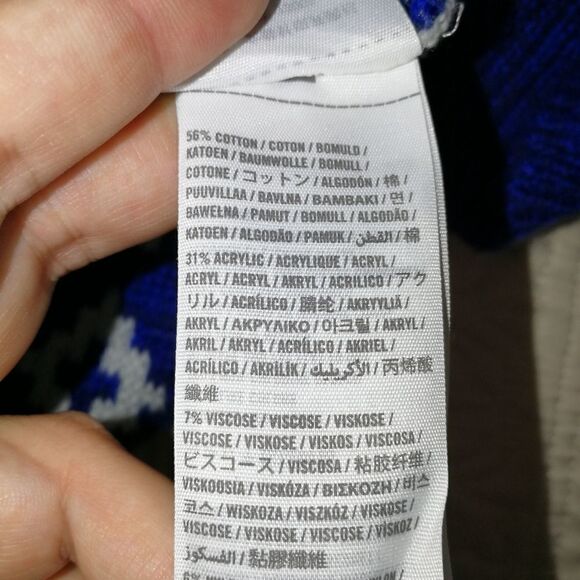 56% COTTON / COTON / BOMULD /
KATOEN / BAUMWOLLE / BOMULL /
COTONE / コットン / ALGODÓN / 棉 /
PUUVILLAA / BAVLNA / BAMBAKI / 면 /
BAWEŁNA / PAMUT / BOMULL / ALGODÃO /
KATOEN / ALGODÃO / PAMUK / القطن / 棉
31% ACRYLIC / ACRYLIQUE / ACRYL /
ACRYL / ACRYL / AKRYL / ACRILICO / アク
リル / ACRÍLICO / 腈纶 / AKRYYLIÄ /
AKRYL / ΑΚΡΥΛΙΚΟ / 아크릴 / AKRYL /
AKRIL / AKRYL / ACRÍLICO / AKRIEL /
ACRÍLICO / AKRİLİK / الأكريليك / 丙烯酸
纖維
7% VISCOSE / VISCOSE / VISKOSE /
VISCOSE / VISKOSE / VISKOS / VISCOSA /
ビスコース / VISCOSA / 粘胶纤维 /
VISKOOSIA / VISKÓZA / ΒΙΣΚΟΖΗ / 비스
코스 / WISKOZA / VISZKÓZ / VISKOSE /
VISCOSE / VISKOSE / VISCOSE / VİSKOZ /
الفسكوز / 黏膠纖維